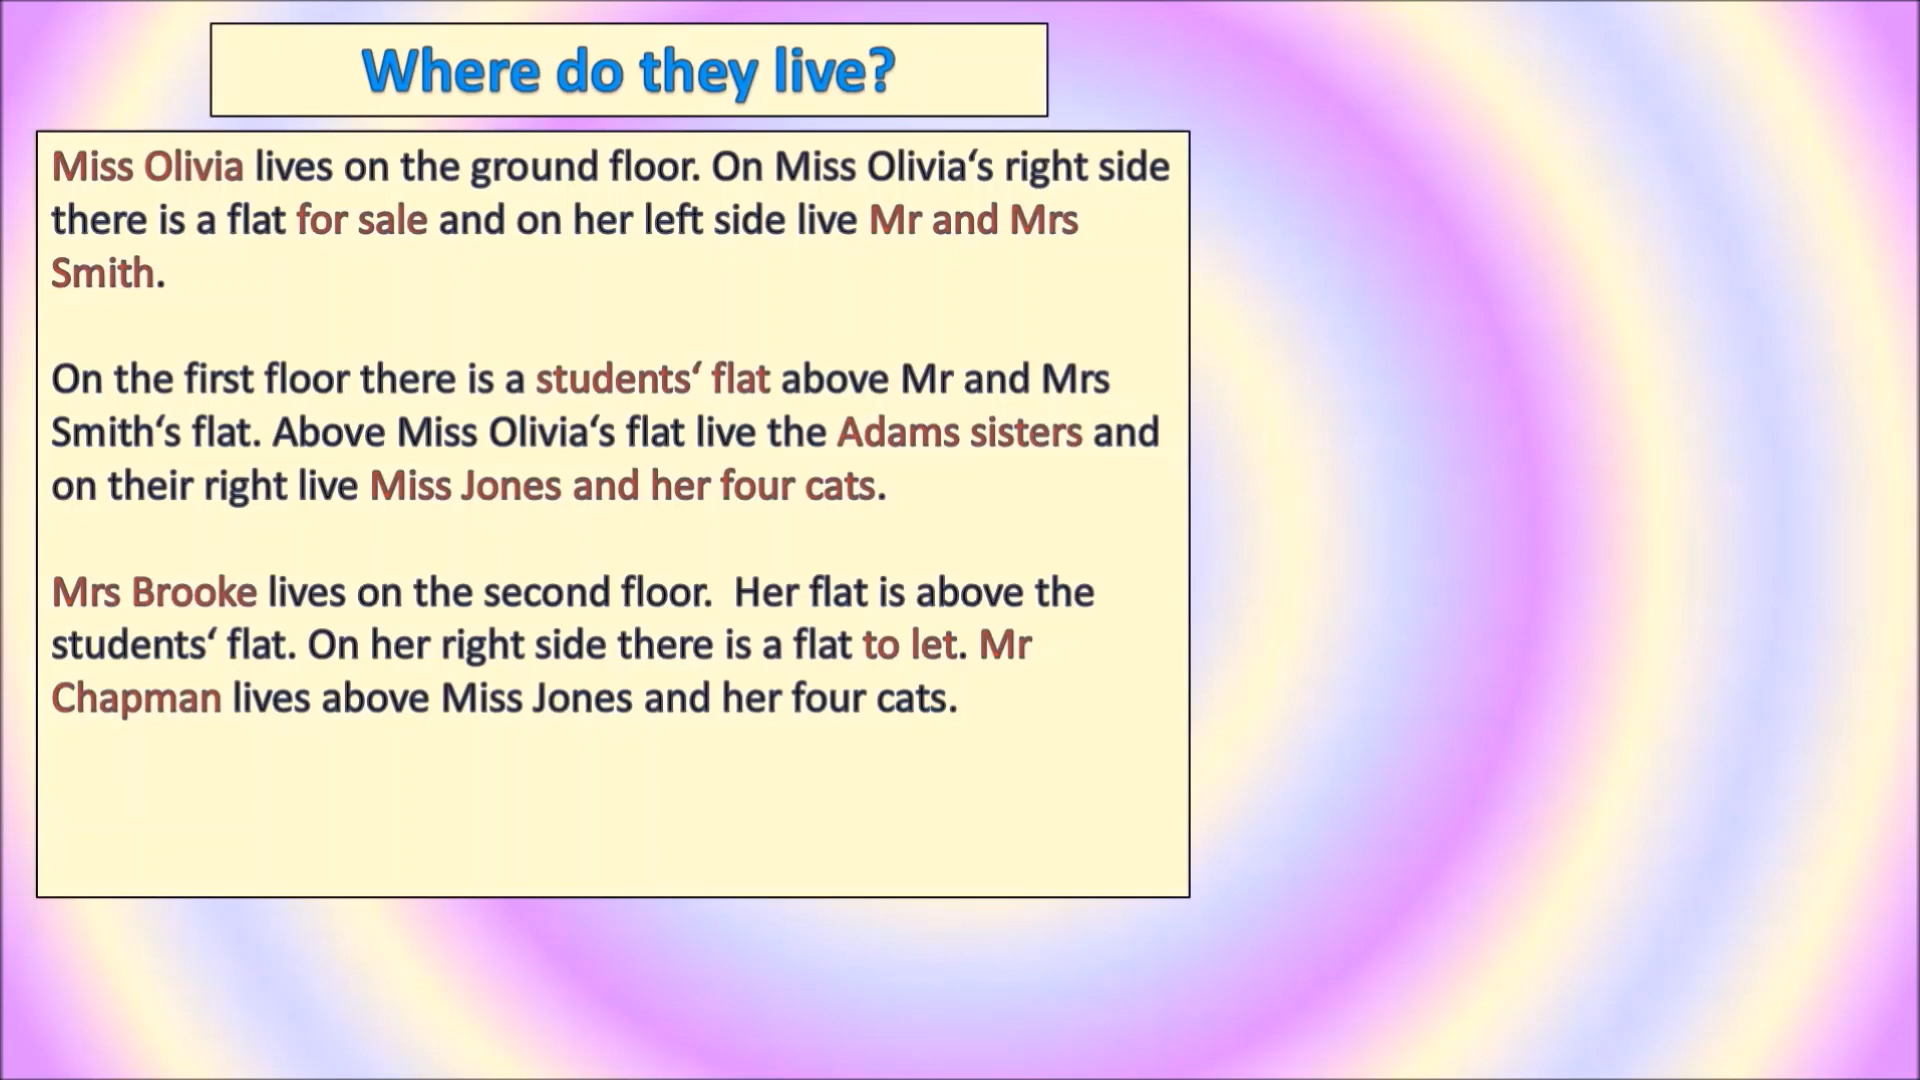 Where do they live?
Miss Olivia lives on the ground floor. On Miss Olivia‘s right side
there is a flat for sale and on her left side live Mr and Mrs
Smith.
On the first floor there is a students‘ flat above Mr and Mrs
Smith‘s flat. Above Miss Olivia‘s flat live the Adams sisters and
on their right live Miss Jones and her four cats.
Mrs Brooke lives on the second floor.  Her flat is above the
students‘ flat. On her right side there is a flat to let. Mr
Chapman lives above Miss Jones and her four cats.